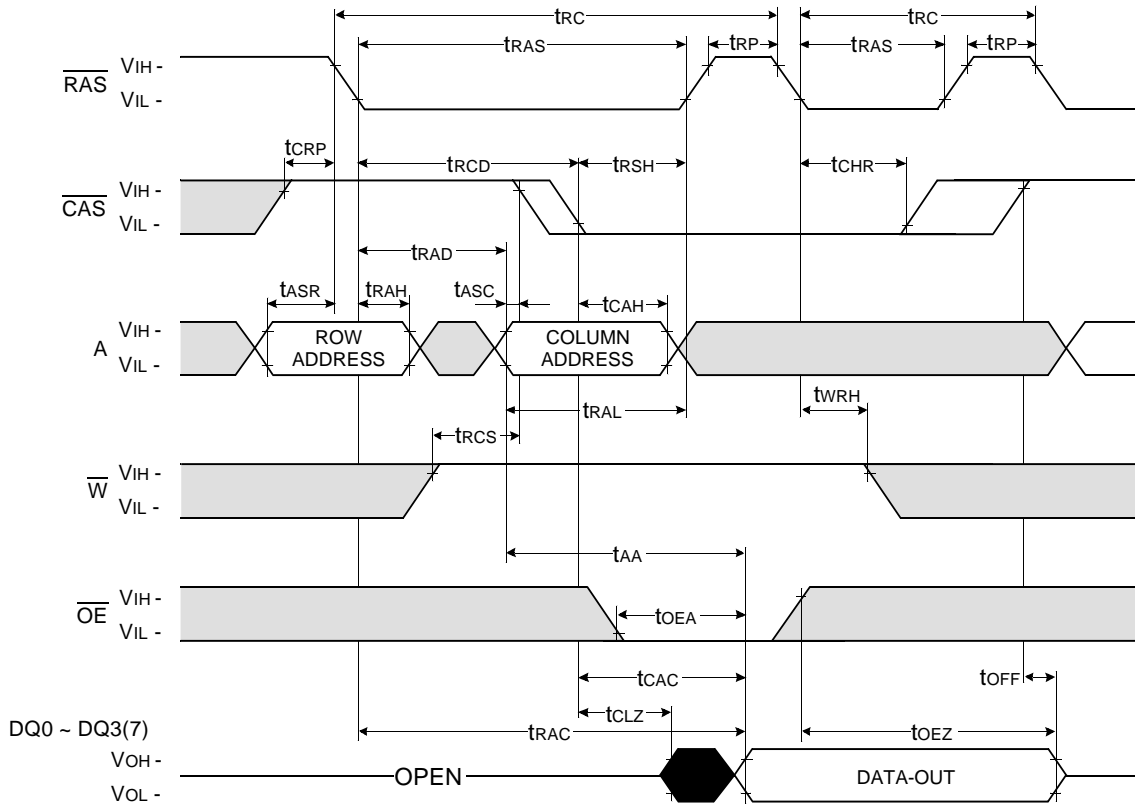 tRC tRC
tRAS tRP tRAS tRP
RAS VIH -
VIL -
tCRP tRCD tRSH tCHR
CAS VIH -
VIL -
tRAD
tASR tRAH tASC tCAH
A VIH -
VIL -
ROW ADDRESS
COLUMN ADDRESS
tRAL tWRH
tRCS
W VIH -
VIL -
tAA
OE VIH -
VIL -
tOEA
tCAC tOFF
tCLZ
DQ0 ~ DQ3(7) tRAC tOEZ
VOH -
VOL -
OPEN DATA-OUT